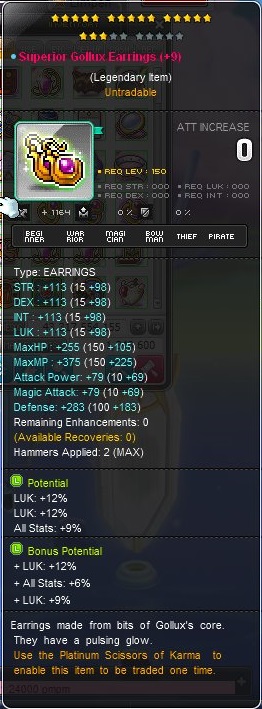 Superior Gollux Earrings (+9)
(Legendary Item)
Untradable
ATT INCREASE
0
REQ LEV : 150
REQ STR : 000
REQ LUK : 000
REQ DEX : 000
REQ INT : 000
+ 1164
0 %
0 %
BEGINNER WARRIOR MAGICIAN BOWMAN THIEF PIRATE
Type: EARRINGS
STR : +113 (15 +98)
DEX : +113 (15 +98)
INT : +113 (15 +98)
LUK : +113 (15 +98)
MaxHP : +255 (150 +105)
MaxMP : +375 (150 +225)
Attack Power: +79 (10 +69)
Magic Attack: +79 (10 +69)
Defense: +283 (100 +183)
Remaining Enhancements: 0
(Available Recoveries: 0)
Hammers Applied: 2 (MAX)
Potential
LUK: +12%
LUK: +12%
All Stats: +9%
Bonus Potential
+ LUK: +12%
+ All Stats: +6%
+ LUK: +9%
Earrings made from bits of Gollux's core.
They have a pulsing glow.
Use the Platinum Scissors of Karma to
enable this item to be traded one time.